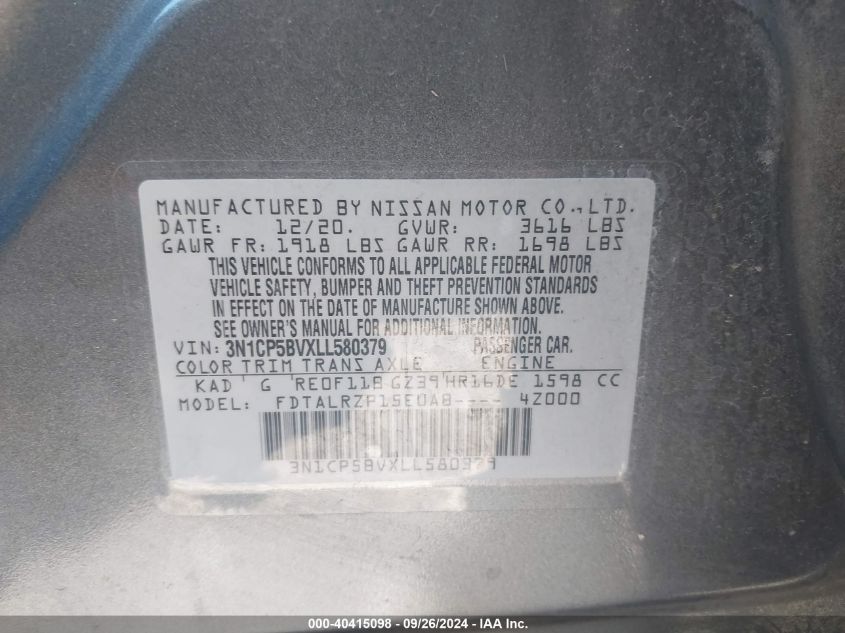 MANUFACTURED BY NISSAN MOTOR CO., LTD.
DATE: 12/20. GVWR: 3616 LBS
GAWR FR: 1918 LBS GAWR RR: 1698 LBS
THIS VEHICLE CONFORMS TO ALL APPLICABLE FEDERAL MOTOR
VEHICLE SAFETY, BUMPER AND THEFT PREVENTION STANDARDS
IN EFFECT ON THE DATE OF MANUFACTURE SHOWN ABOVE.
SEE OWNER'S MANUAL FOR ADDITIONAL INFORMATION.
VIN: 3N1CP5BVXLL580379 PASSENGER CAR.
COLOR TRIM TRANS AXLE ENGINE
KAD G RE0F11B GZ39 HR16DE 1598 CC
MODEL: FDTALRZP15EUAB---- 4Z000
3N1CP5BVXLL580379
000-40415098 - 09/26/2024 - IAA Inc.